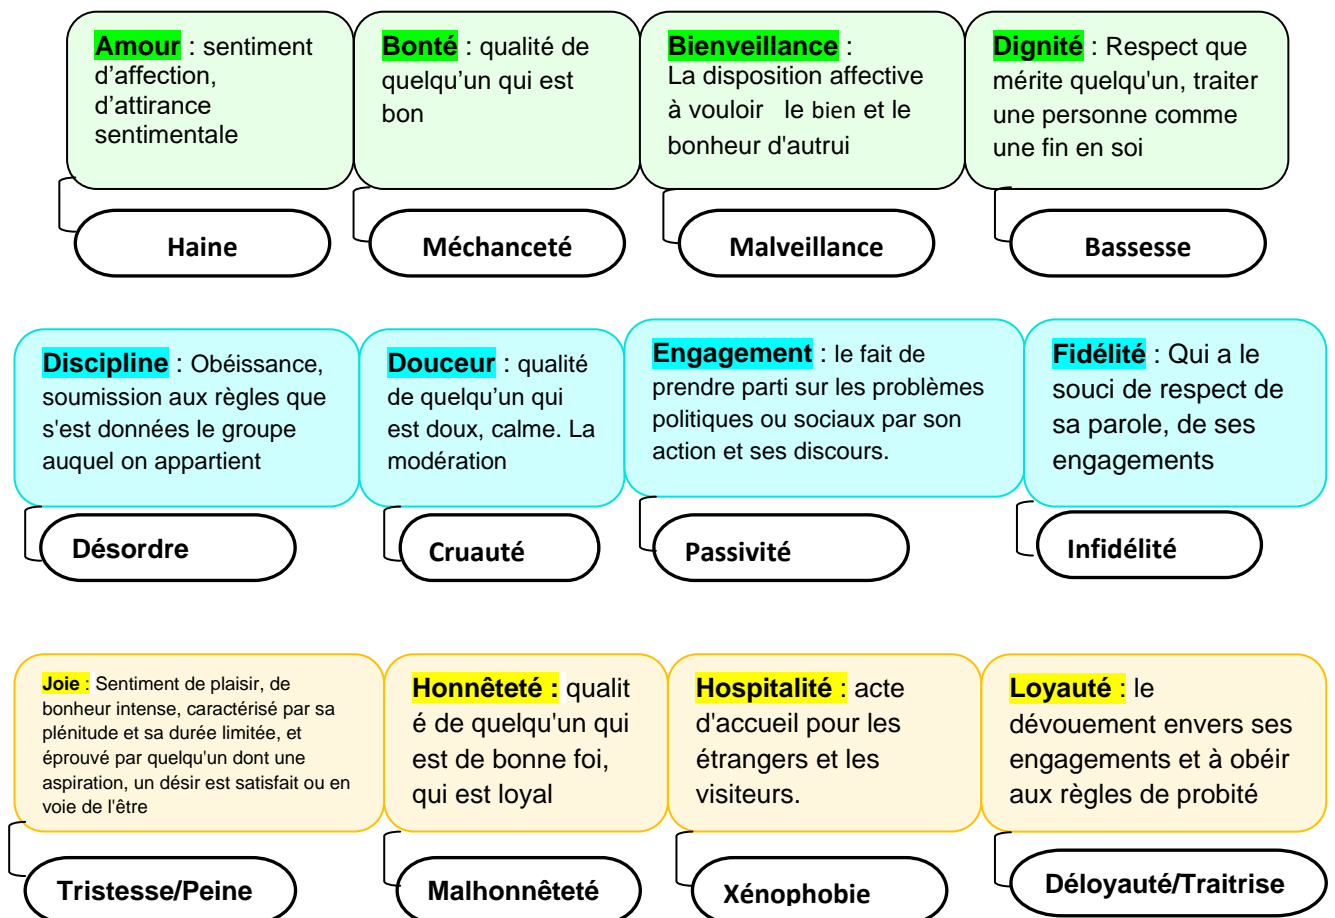 Amour : sentiment
d’affection,
d’attirance
sentimentale
Bonté : qualité de
quelqu’un qui est
bon
Bienveillance :
La disposition affective
à vouloir le bien et le
bonheur d'autrui
Dignité : Respect que
mérite quelqu'un, traiter
une personne comme
une fin en soi
Haine
Méchanceté
Malveillance
Bassesse
Discipline : Obéissance,
soumission aux règles que
s'est données le groupe
auquel on appartient
Douceur : qualité
de quelqu’un qui
est doux, calme. La
modération
Engagement : le fait de
prendre parti sur les problèmes
politiques ou sociaux par son
action et ses discours.
Fidélité : Qui a le
souci de respect de
sa parole, de ses
engagements
Désordre
Cruauté
Passivité
Infidélité
Joie : Sentiment de plaisir, de
bonheur intense, caractérisé par sa
plénitude et sa durée limitée, et
éprouvé par quelqu'un dont une
aspiration, un désir est satisfait ou en
voie de l'être
Honnêteté : qualit
é de quelqu'un qui
est de bonne foi,
qui est loyal
Hospitalité : acte
d'accueil pour les
étrangers et les
visiteurs.
Loyauté : le
dévouement envers ses
engagements et à obéir
aux règles de probité
Tristesse/Peine
Malhonnêteté
Xénophobie
Déloyauté/Traitrise